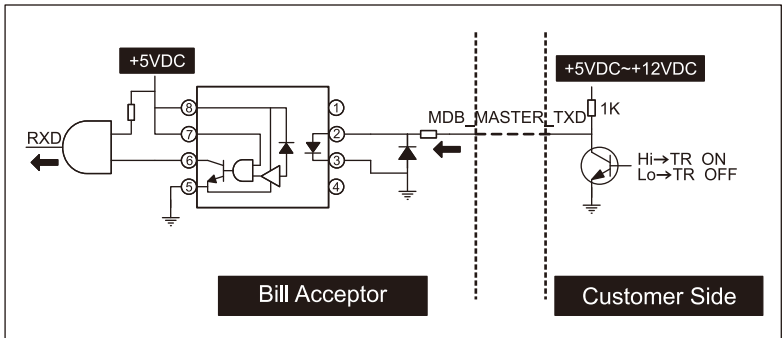 +5VDC
+5VDC~+12VDC
RXD
8
7
6
5
1
2
3
4
MDB_MASTER_TXD
1K
Hi→TR ON
Lo→TR OFF
Bill Acceptor
Customer Side